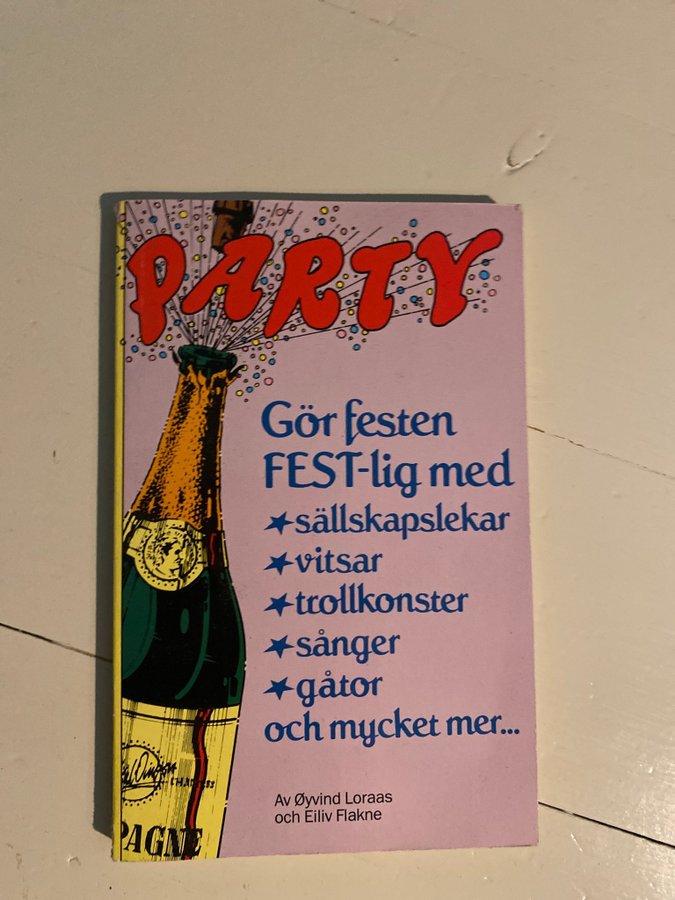 PARTY
Gör festen
FEST-lig med
★sällskapslekar
★vitsar
★trollkonster
★sånger
★gåtor
och mycket mer...
Av Øyvind Loraas
och Eiliv Flakne
PAGNE